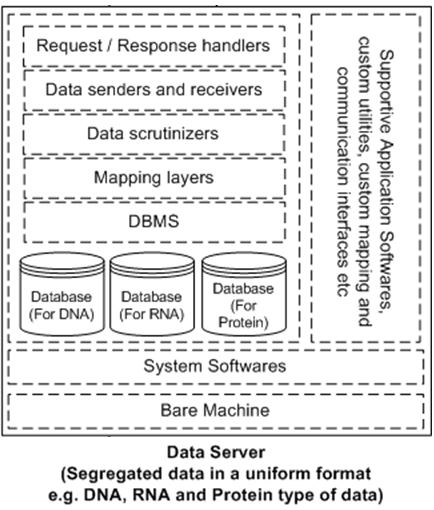 Request / Response handlers
Data senders and receivers
Data scrutinizers
Mapping layers
DBMS
Database
(For DNA)
Database
(For RNA)
Database
(For
Protein)
Supportive Application Softwares,
custom utilities, custom mapping and
communication interfaces etc
System Softwares
Bare Machine
Data Server
(Segregated data in a uniform format
e.g. DNA, RNA and Protein type of data)